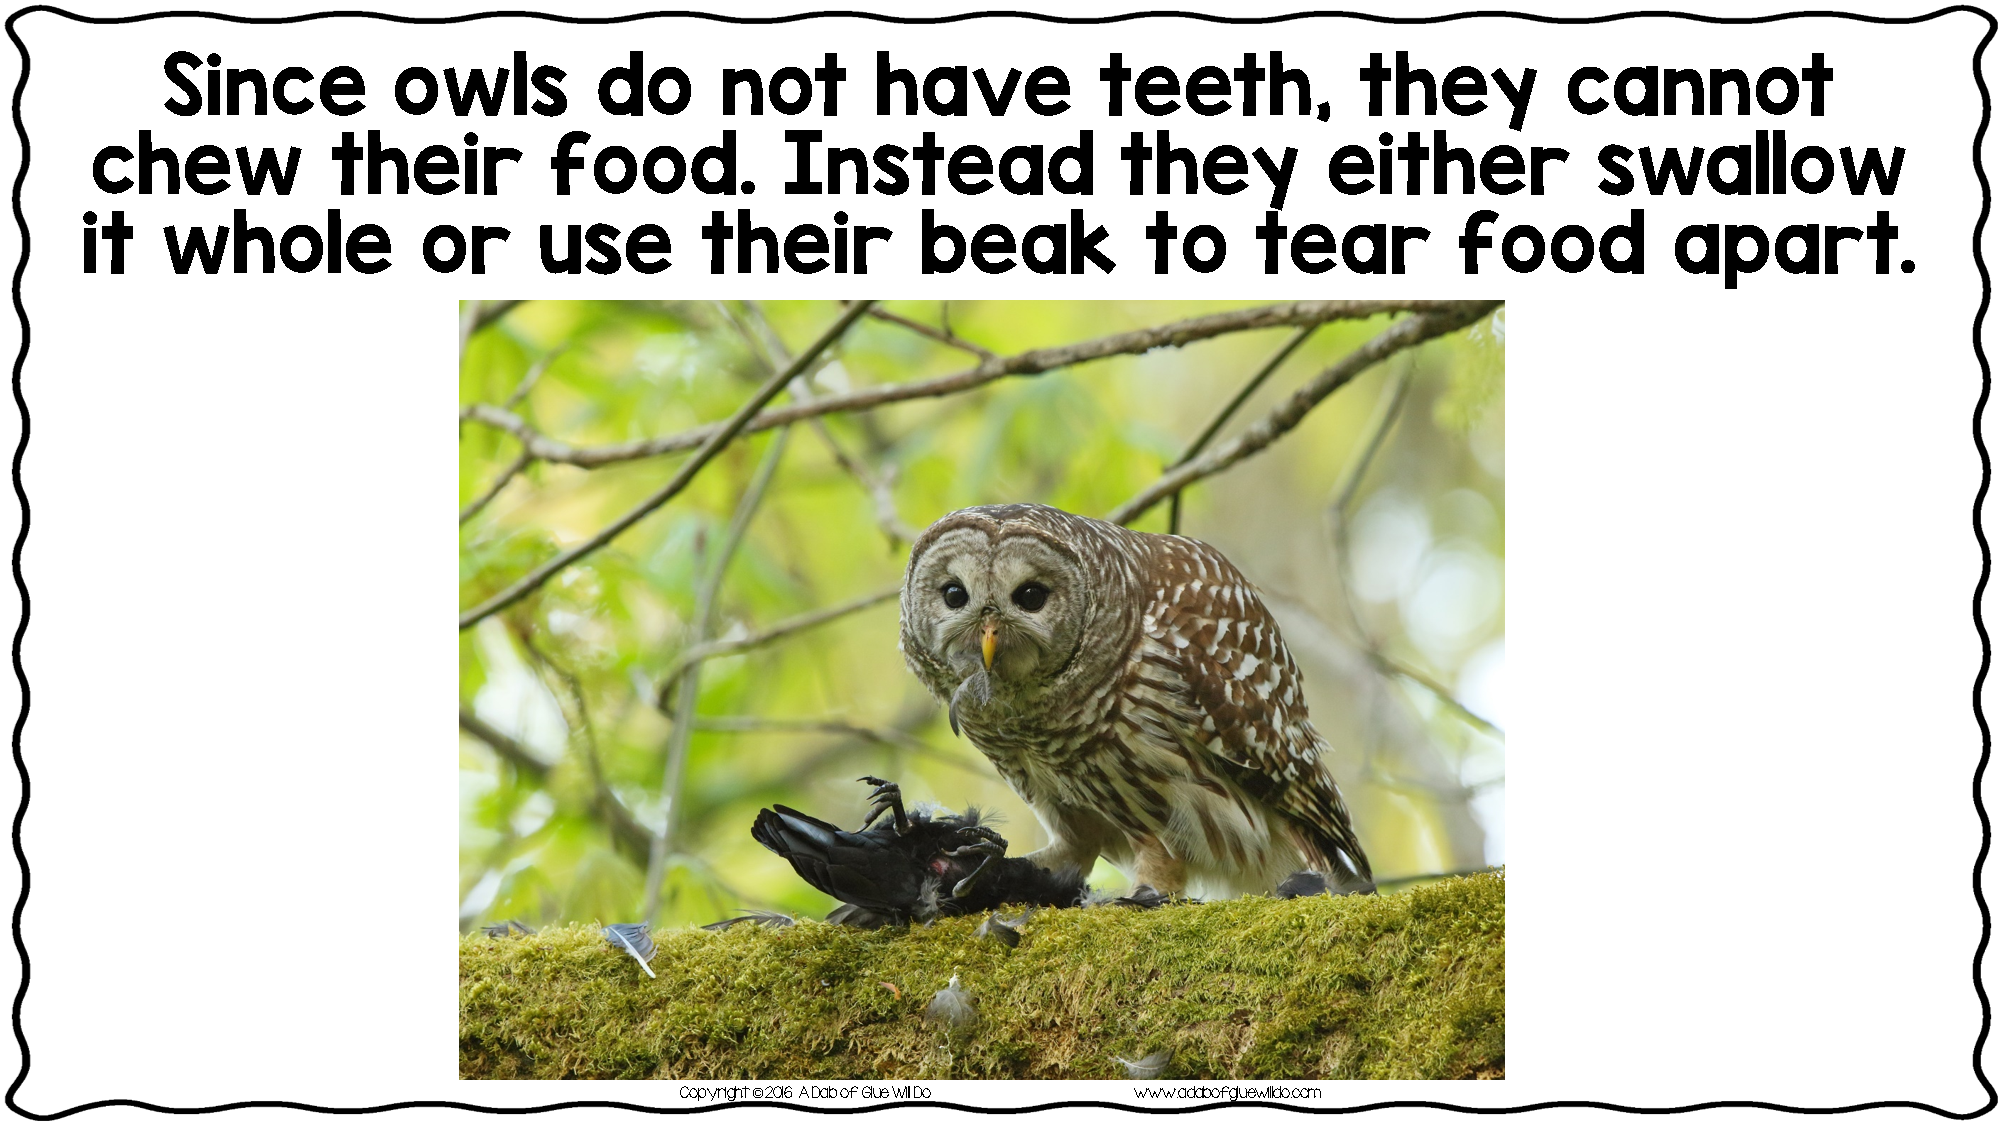 Since owls do not have teeth, they cannot
chew their food. Instead they either swallow
it whole or use their beak to tear food apart.
Copyright ©2016 A Dab of Glue Will Do www.adabofgluewilldo.com